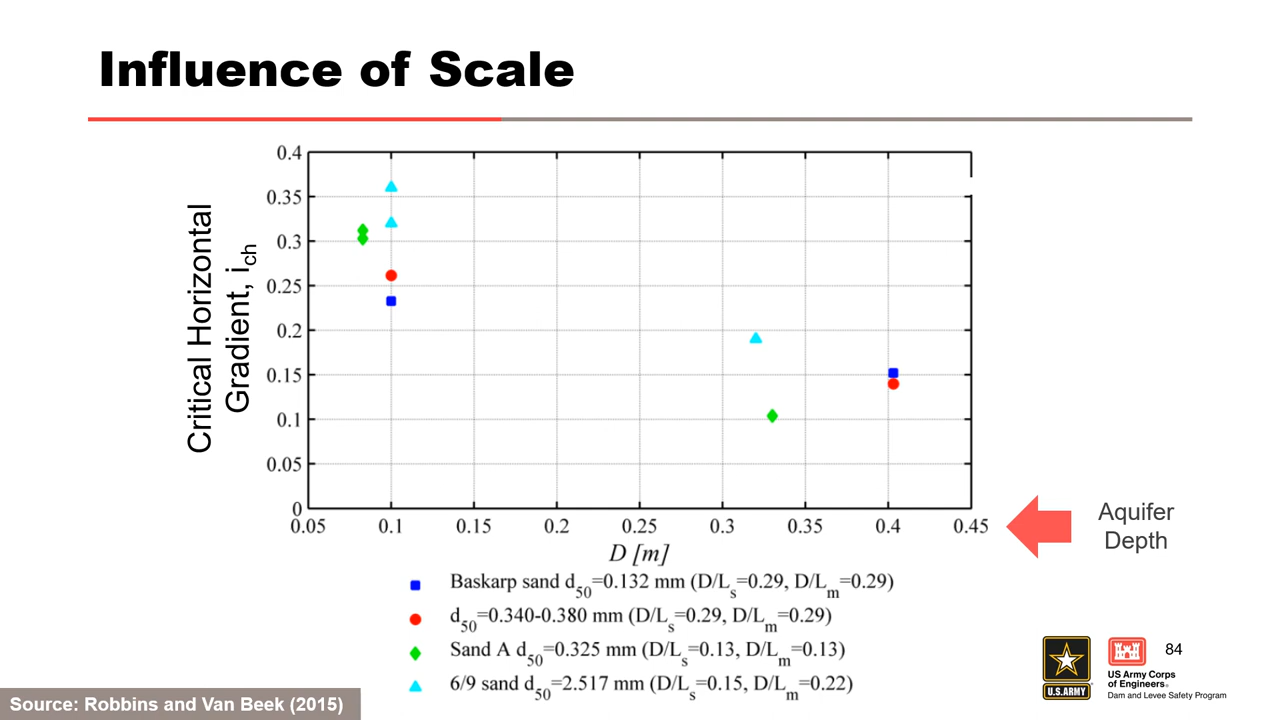 Influence of Scale
Critical Horizontal
Gradient, i_ch
0.4
0.35
0.3
0.25
0.2
0.15
0.1
0.05
0
0.05 0.1 0.15 0.2 0.25 0.3 0.35 0.4 0.45
D [m]
Aquifer
Depth
Baskarp sand d50=0.132 mm (D/Ls=0.29, D/Lm=0.29)
d50=0.340-0.380 mm (D/Ls=0.29, D/Lm=0.29)
Sand A d50=0.325 mm (D/Ls=0.13, D/Lm=0.13)
6/9 sand d50=2.517 mm (D/Ls=0.15, D/Lm=0.22)
Source: Robbins and Van Beek (2015)
U.S.ARMY
84
US Army Corps
of Engineers®
Dam and Levee Safety Program